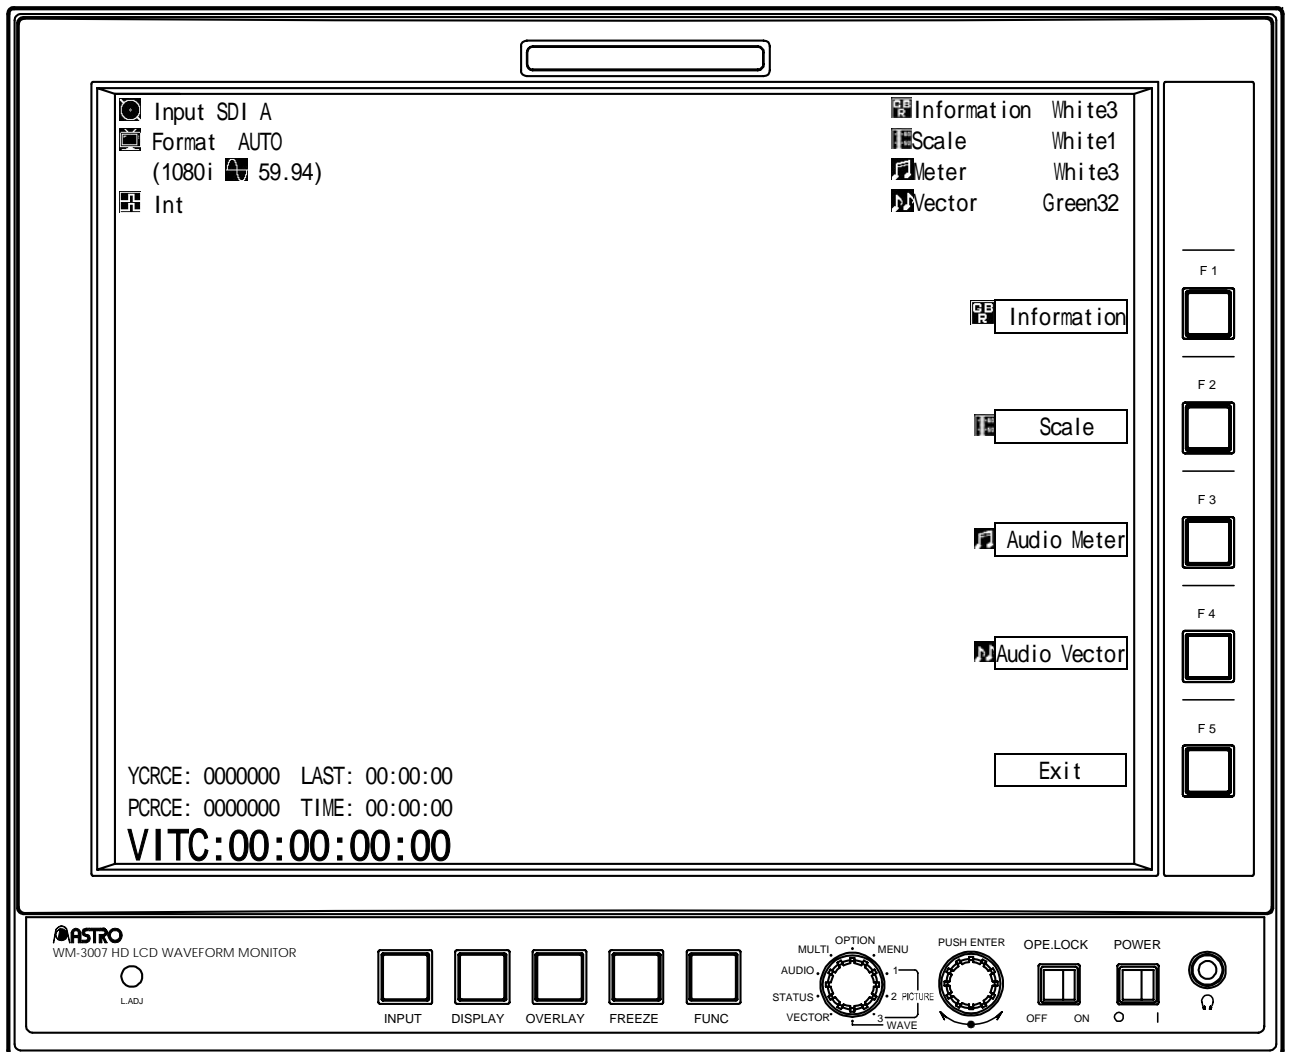 Input SDI A
Format AUTO
(1080i 59.94)
Int
Information White3
Scale White1
Meter White3
Vector Green32
F1
Information
F2
Scale
F3
Audio Meter
F4
Audio Vector
F5
Exit
YCRCE: 0000000 LAST: 00:00:00
PCRCE: 0000000 TIME: 00:00:00
VITC:00:00:00:00
ASTRO
WM-3007 HD LCD WAVEFORM MONITOR
L.ADJ
INPUT DISPLAY OVERLAY FREEZE FUNC
OPTION
MULTI MENU
AUDIO 1
STATUS 2 PICTURE
VECTOR 3
WAVE
PUSH ENTER
OPE.LOCK
OFF ON
POWER
O I